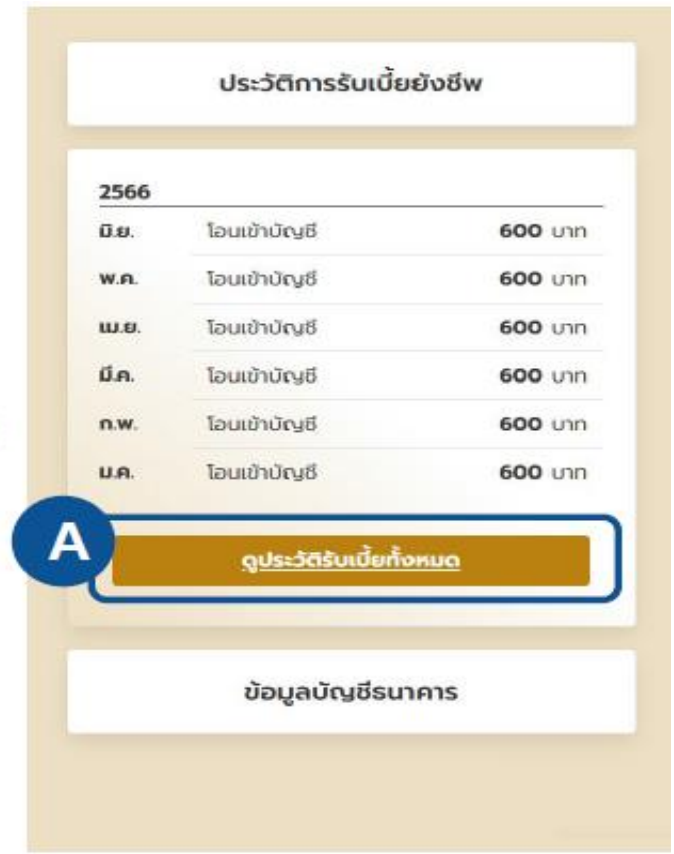 ประวัติการรับเบี้ยยังชีพ
2566
มิ.ย. โอนเข้าบัญชี 600 บาท
พ.ค. โอนเข้าบัญชี 600 บาท
เม.ย. โอนเข้าบัญชี 600 บาท
มี.ค. โอนเข้าบัญชี 600 บาท
ก.พ. โอนเข้าบัญชี 600 บาท
ม.ค. โอนเข้าบัญชี 600 บาท
A
ดูประวัติรับเบี้ยทั้งหมด
ข้อมูลบัญชีธนาคาร